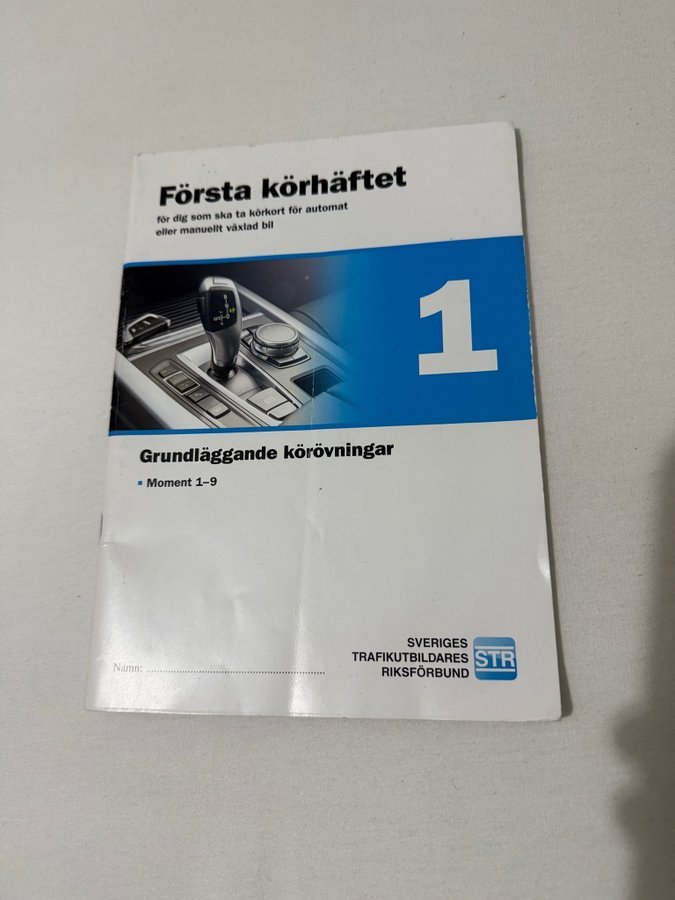 Första körhäftet
för dig som ska ta körkort för automat
eller manuellt växlad bil
1
Grundläggande körövningar
▪ Moment 1–9
Namn: ........................................................
SVERIGES
TRAFIKUTBILDARES
RIKSFÖRBUND
STR